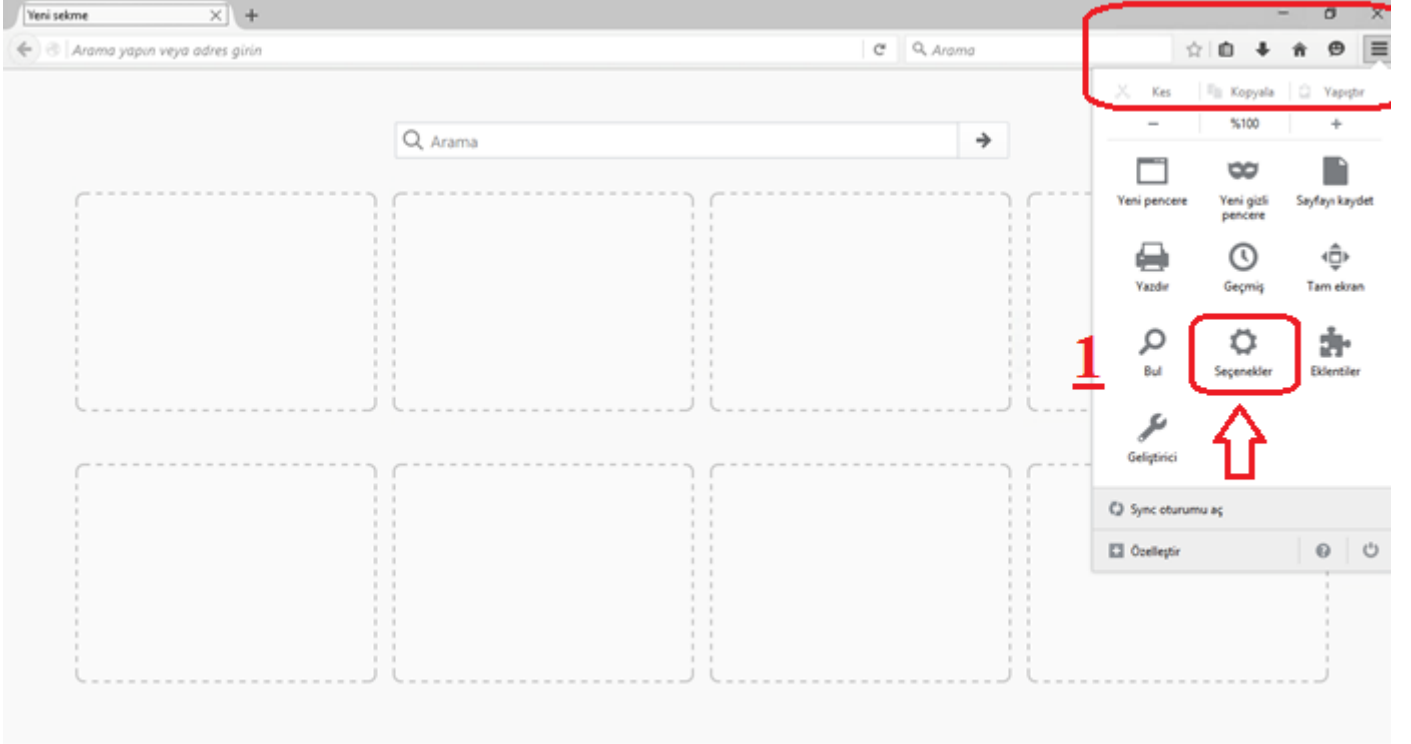 Yeni sekme
Arama yapın veya adres girin
Arama
Kes Kopyala Yapıştır
%100
Arama
Yeni pencere Yeni gizli pencere Sayfayı kaydet
Yazdır Geçmiş Tam ekran
1
Bul Seçenekler Eklentiler
Geliştirici
Sync oturumu aç
Özelleştir